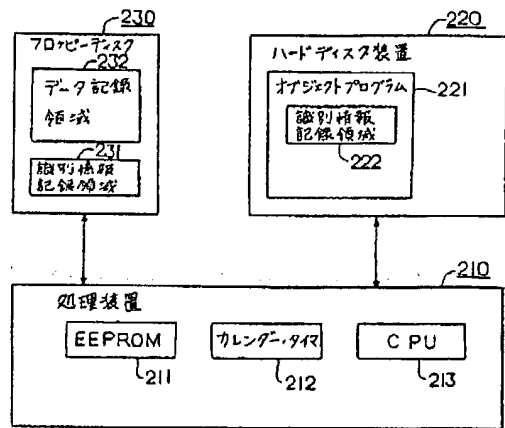 230
フロッピーディスク
232
データ記録
領域
231
識別情報
記録領域
220
ハードディスク装置
オブジェクトプログラム
221
識別情報
記録領域
222
210
処理装置
EEPROM
211
カレンダー・タイマ
212
CPU
213